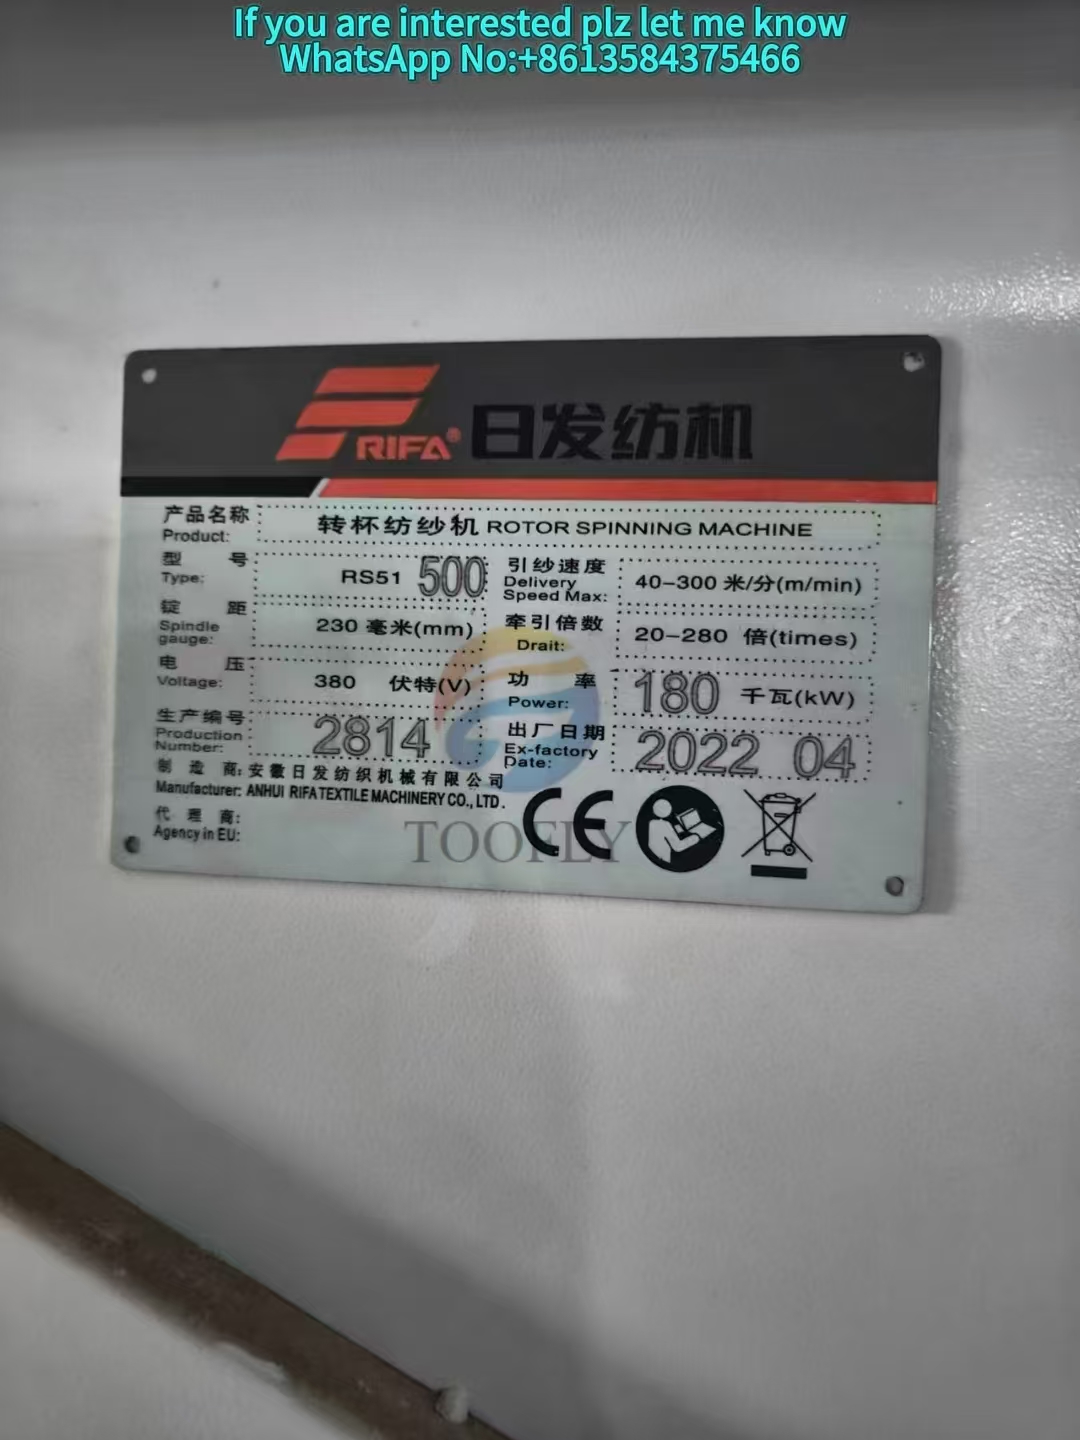 If you are interested plz let me know
WhatsApp No:+8613584375466
RIFA® 日发纺机
产品名称 转杯纺纱机 ROTOR SPINNING MACHINE
Product:
型 号 RS51 500 引纱速度 40-300 米/分(m/min)
Type: Delivery
Speed Max:
锭 距 230 毫米(mm) 牵引倍数 20-280 倍(times)
Spindle
gauge: Drait:
电 压 380 伏特(V) 功 率 180 千瓦(kW)
Voltage: Power:
生产编号 2814 出厂日期 2022 04
Production
Number: Ex-factory
Date:
制 造 商: 安徽日发纺织机械有限公司
Manufacturer: ANHUI RIFA TEXTILE MACHINERY CO., LTD.
代 理 商:
Agency in EU:
CE
TOOFLY